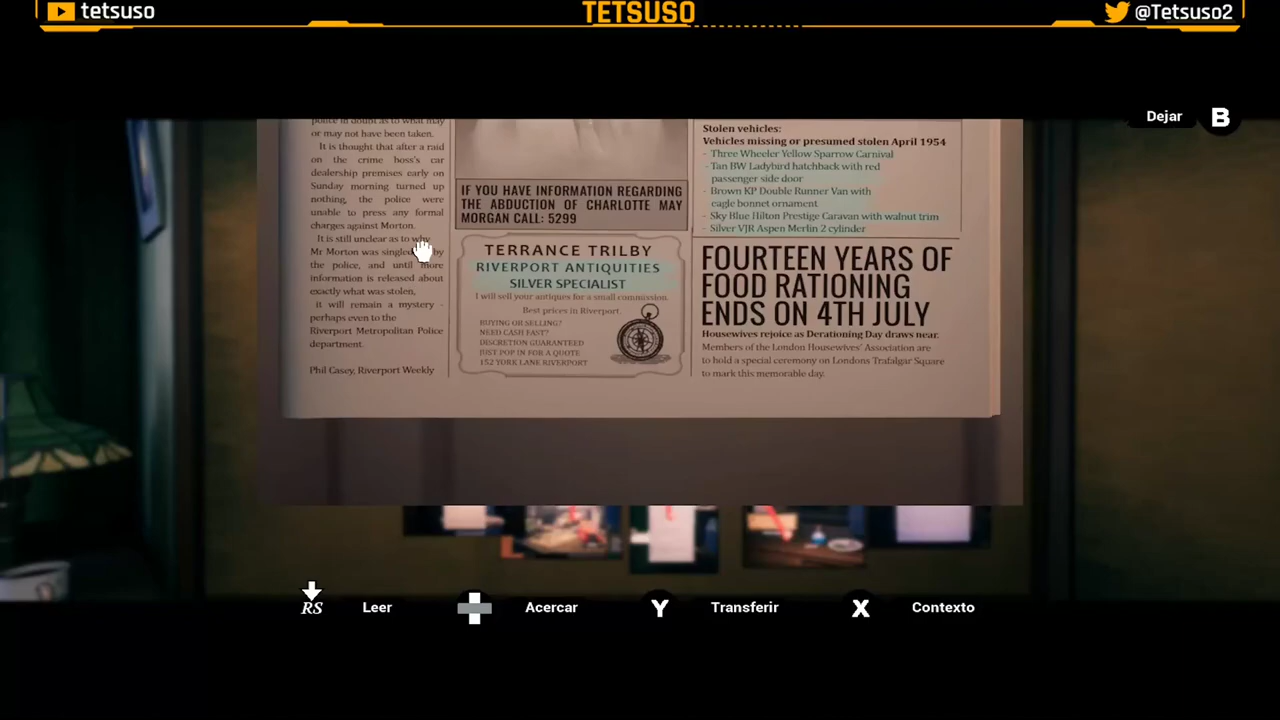 tetsuso
TETSUSO
@Tetsuso2
Dejar
B
police in doubt as to what may
or may not have been taken.
It is thought that after a raid
on the crime boss's car
dealership premises early on
Sunday morning turned up
nothing, the police were
unable to press any formal
charges against Morton.
It is still unclear as to why
Mr Morton was singled by
the police, and until more
information is released about
exactly what was stolen,
it will remain a mystery -
perhaps even to the
Riverport Metropolitan Police
department.
Phil Casey, Riverport Weekly
IF YOU HAVE INFORMATION REGARDING
THE ABDUCTION OF CHARLOTTE MAY
MORGAN CALL: 5299
TERRANCE TRILBY
RIVERPORT ANTIQUITIES
SILVER SPECIALIST
I will sell your antiques for a small commission.
Best prices in Riverport.
BUYING OR SELLING?
NEED CASH FAST?
DISCRETION GUARANTEED
JUST POP IN FOR A QUOTE
152 YORK LANE RIVERPORT
Stolen vehicles:
Vehicles missing or presumed stolen April 1954
- Three Wheeler Yellow Sparrow Carnival
- Tan BW Ladybird hatchback with red
passenger side door
- Brown KP Double Runner Van with
eagle bonnet ornament
- Sky Blue Hilton Prestige Caravan with walnut trim
- Silver VJR Aspen Merlin 2 cylinder
FOURTEEN YEARS OF
FOOD RATIONING
ENDS ON 4TH JULY
Housewives rejoice as Derationing Day draws near.
Members of the London Housewives' Association are
to hold a special ceremony on Londons Trafalgar Square
to mark this memorable day.
RS
Leer
Acercar
Y
Transferir
X
Contexto